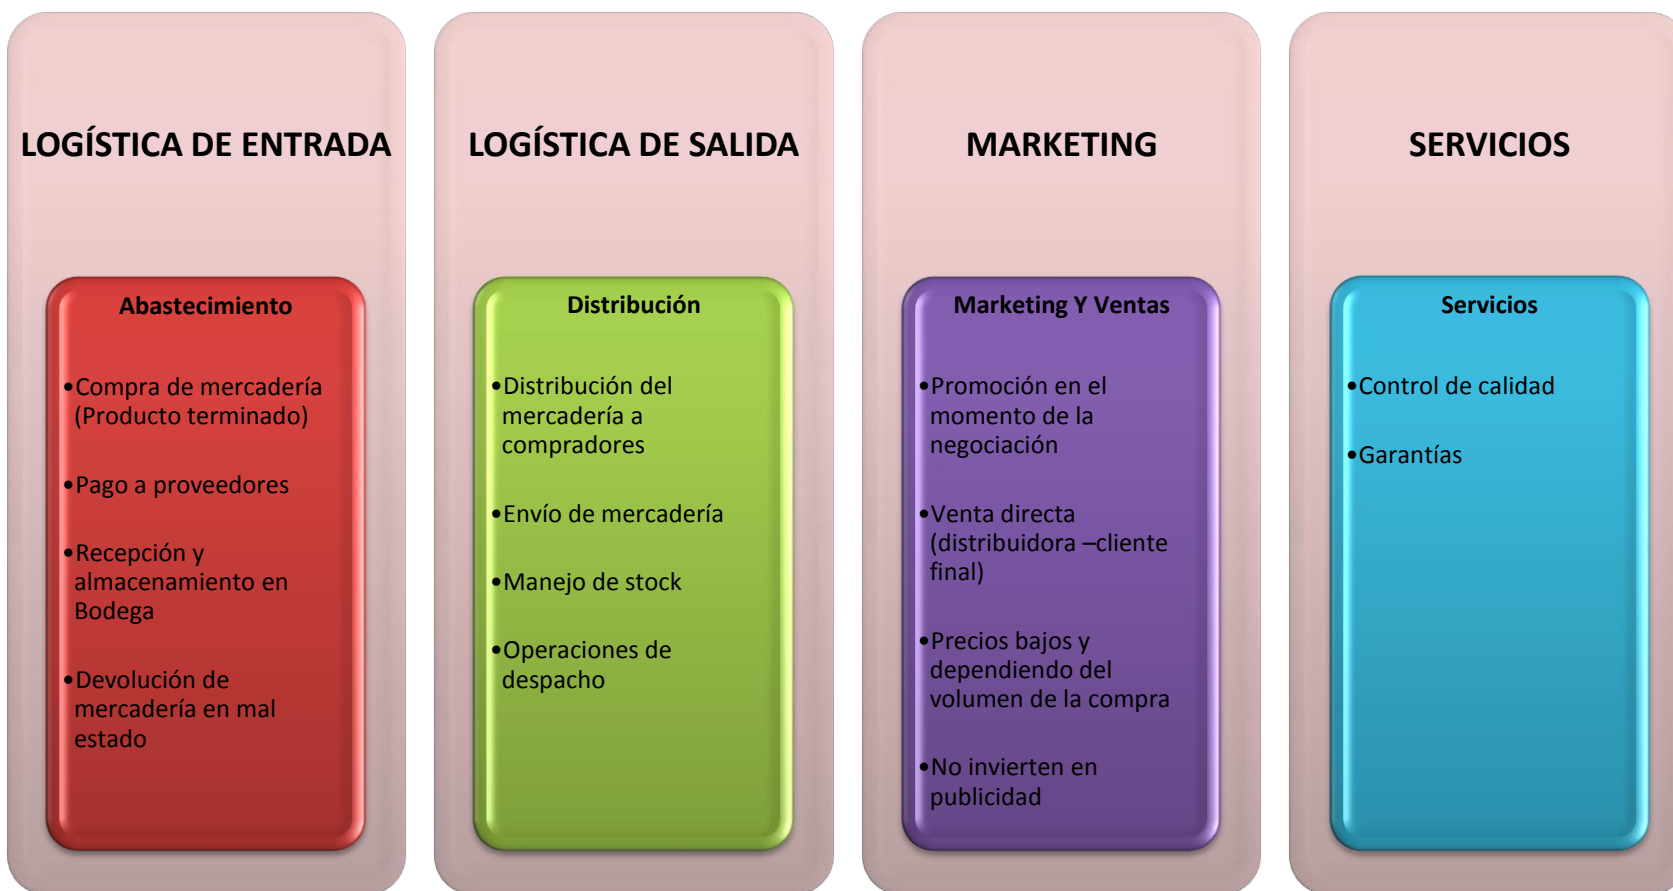 LOGÍSTICA DE ENTRADA
Abastecimiento
•Compra de mercadería
(Producto terminado)
•Pago a proveedores
•Recepción y
almacenamiento en
Bodega
•Devolución de
mercadería en mal
estado
LOGÍSTICA DE SALIDA
Distribución
•Distribución del
mercadería a
compradores
•Envío de mercadería
•Manejo de stock
•Operaciones de
despacho
MARKETING
Marketing Y Ventas
•Promoción en el
momento de la
negociación
•Venta directa
(distribuidora –cliente
final)
•Precios bajos y
dependiendo del
volumen de la compra
•No invierten en
publicidad
SERVICIOS
Servicios
•Control de calidad
•Garantías